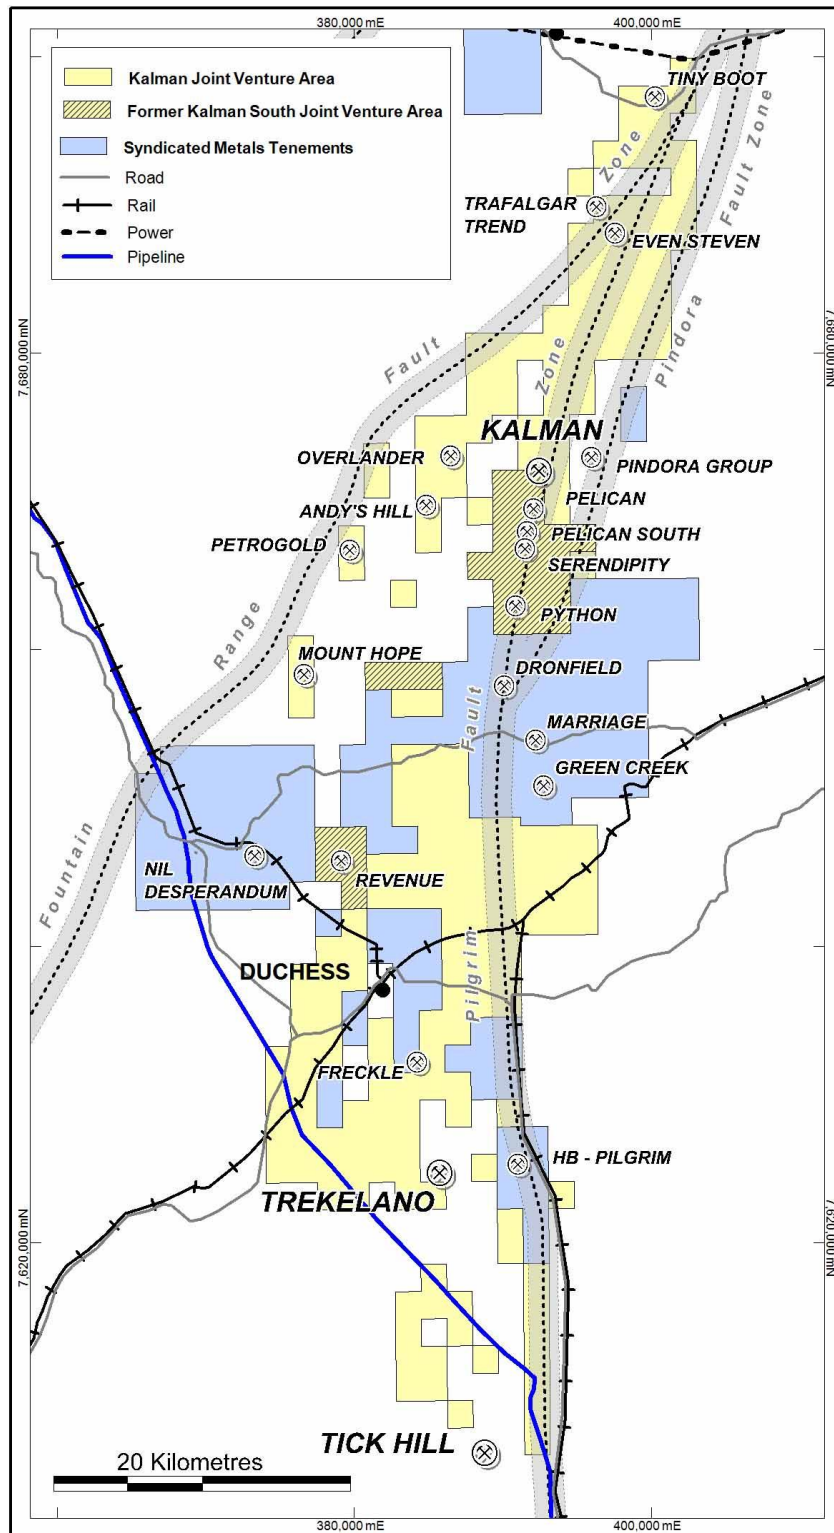 380,000 mE
400,000 mE
Kalman Joint Venture Area
Former Kalman South Joint Venture Area
Syndicated Metals Tenements
Road
Rail
Power
Pipeline
TINY BOOT
Zone
Fault Zone
TRAFALGAR
TREND
EVEN STEVEN
Pindora
7,680,000 mN
7,680,000 mN
Fault
Zone
KALMAN
OVERLANDER
PINDORA GROUP
ANDY'S HILL
PELICAN
PELICAN SOUTH
PETROGOLD
SERENDIPITY
PYTHON
Range
MOUNT HOPE
DRONFIELD
Fault
MARRIAGE
GREEN CREEK
Fountain
NIL
DESPERANDUM
REVENUE
Pilgrim
DUCHESS
FRECKLE
HB - PILGRIM
TREKELANO
7,620,000 mN
7,620,000 mN
TICK HILL
20 Kilometres
380,000 mE
400,000 mE